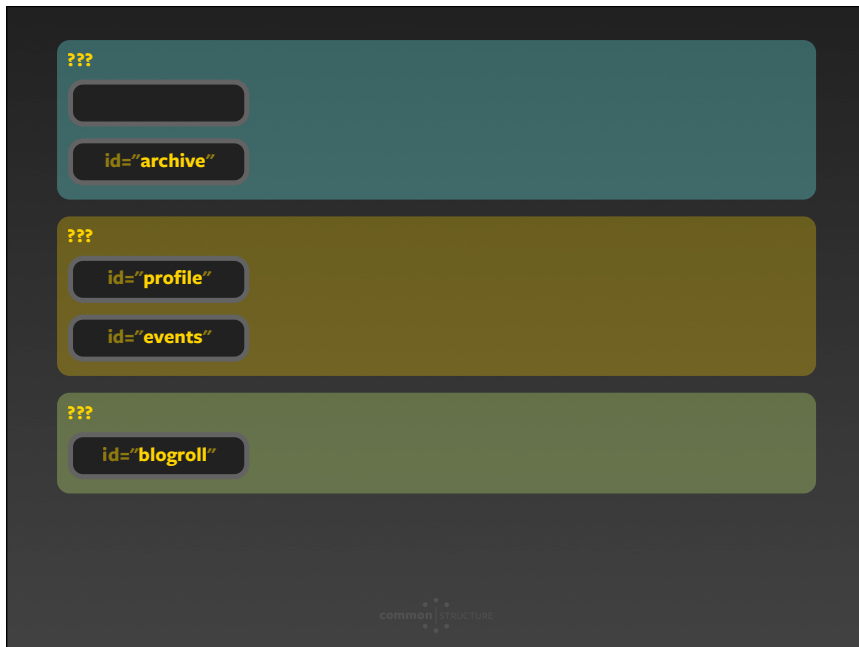 ???
id="archive"
???
id="profile"
id="events"
???
id="blogroll"
common STRUCTURE